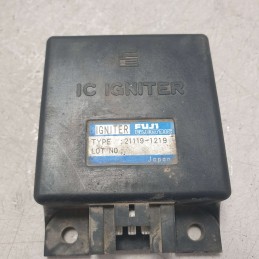 IC IGNITER
IGNITER FUJI
TYPE :21119-1219
LOT NO.
Japan